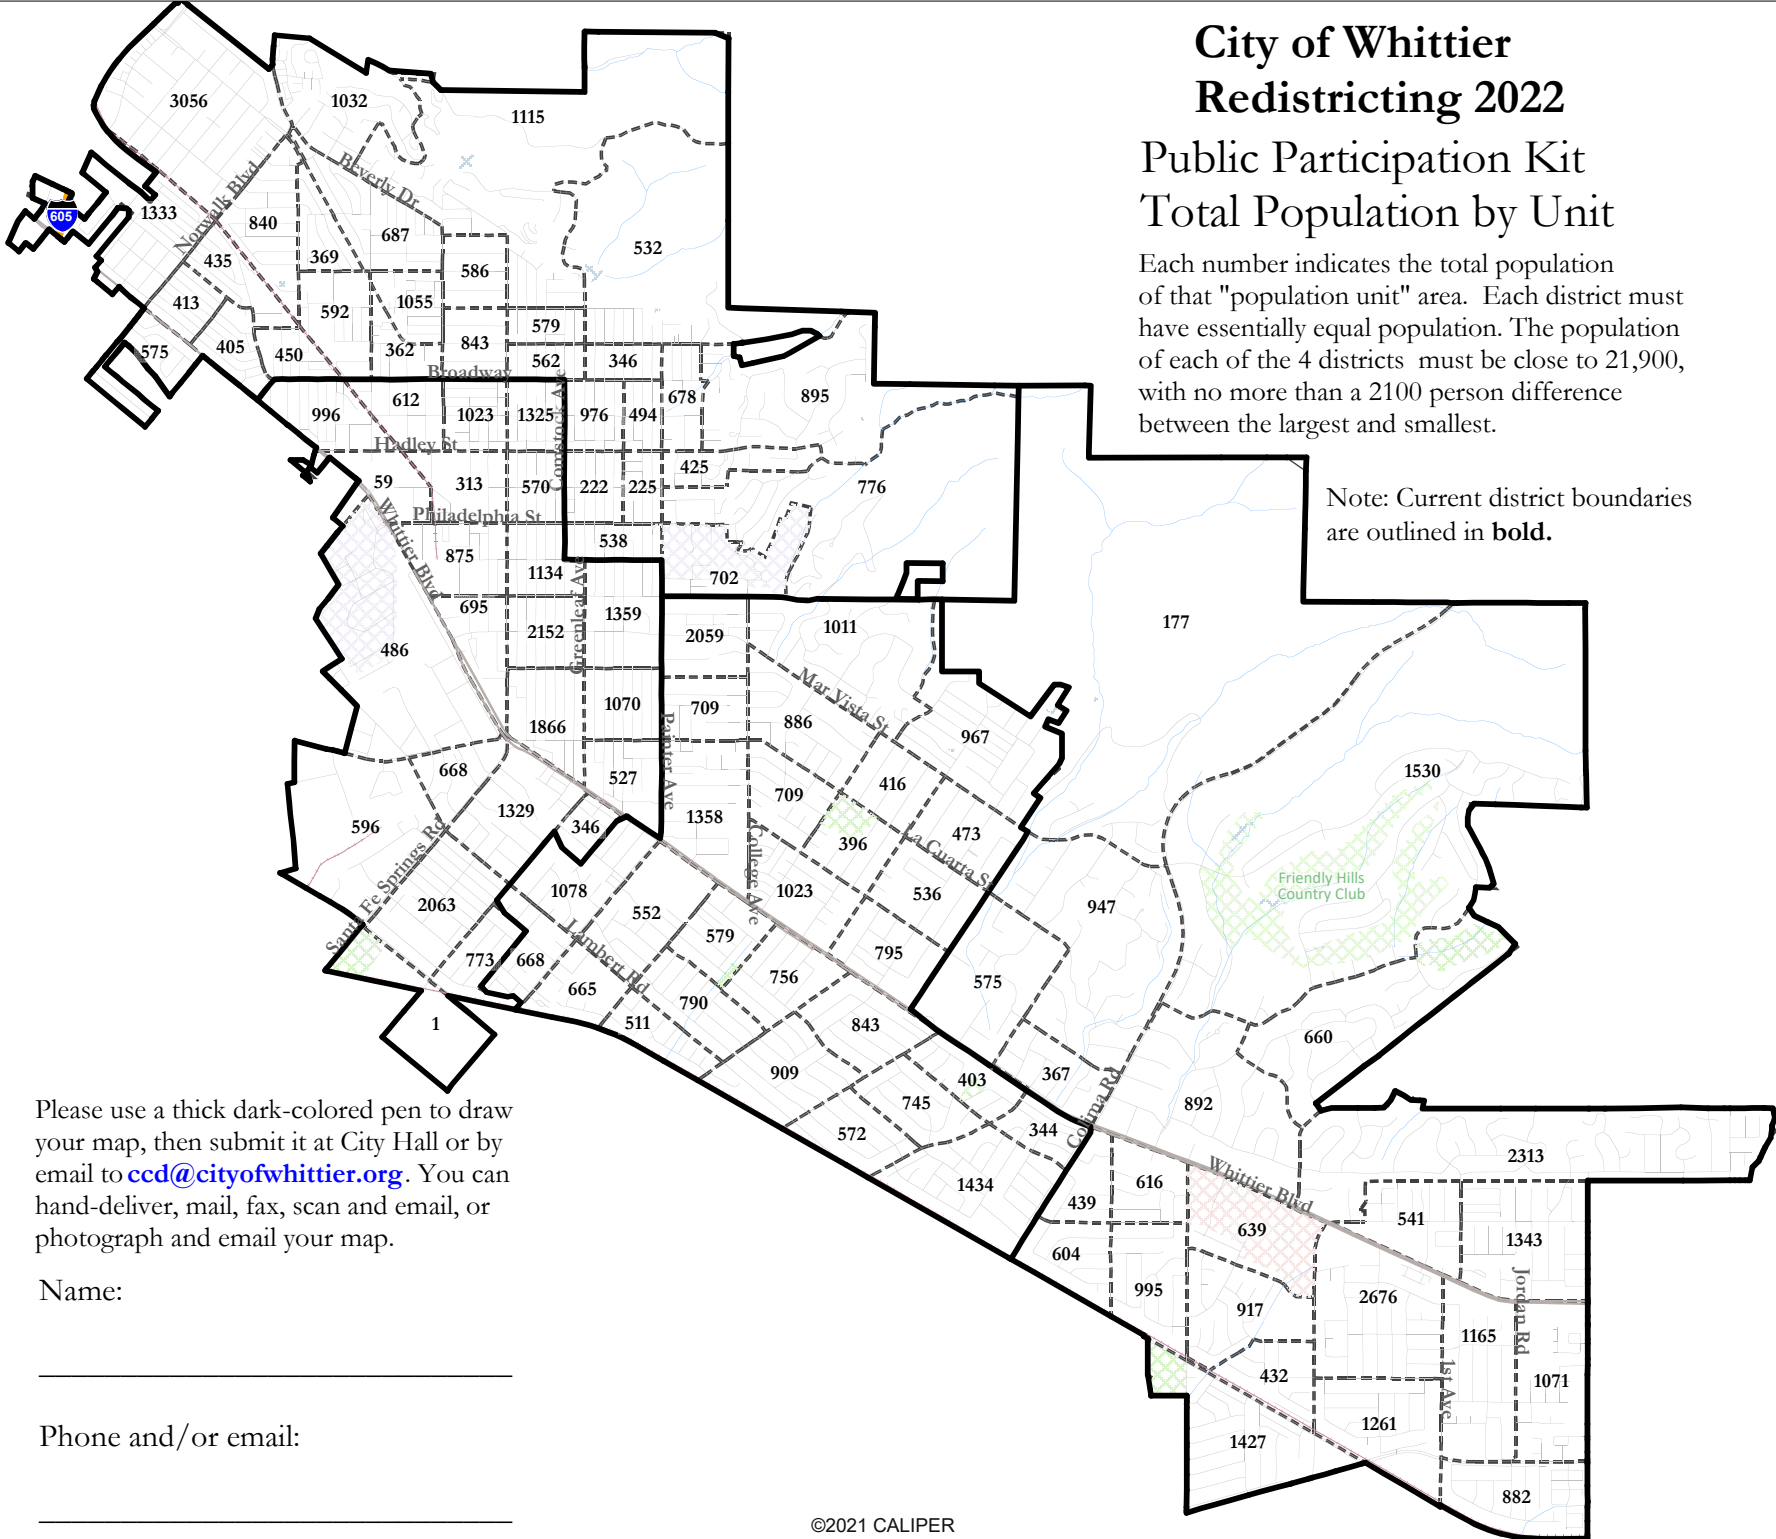 City of Whittier
Redistricting 2022
Public Participation Kit
Total Population by Unit
Each number indicates the total population
of that "population unit" area. Each district must
have essentially equal population. The population
of each of the 4 districts must be close to 21,900,
with no more than a 2100 person difference
between the largest and smallest.
Note: Current district boundaries
are outlined in bold.
3056
1032
1115
Beverly Dr
Norwalls Blvd
605
1333
840
687
532
435
369
586
413
592
1055
579
575
405
450
362
843
562
346
Broadway
678
895
996
612
1023
1325
Comstock Ave
976
494
Hadley St
425
59
313
570
222
225
776
Whittier Blvd
Philadelphia St
538
875
1134
702
695
Greenleaf Ave
1359
2152
2059
1011
177
486
Mar Vista St
1070
709
886
1866
Painter Ave
967
668
527
416
1530
596
1329
346
1358
709
473
College Ave
396
La Cuarta St
Friendly Hills
Country Club
Santa Fe Springs Rd
2063
1078
552
1023
536
947
579
Lambert Rd
773
668
795
665
756
575
790
1
511
843
660
909
403
367
Colima Rd
745
892
572
344
2313
1434
439
616
Whittier Blvd
541
639
604
1343
995
917
2676
Jordan Rd
1165
432
1st Ave
1071
1261
1427
882
Please use a thick dark-colored pen to draw
your map, then submit it at City Hall or by
email to ccd@cityofwhittier.org. You can
hand-deliver, mail, fax, scan and email, or
photograph and email your map.
Name:
Phone and/or email:
©2021 CALIPER